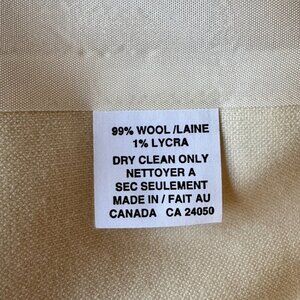 99% WOOL/LAINE
1% LYCRA
DRY CLEAN ONLY
NETTOYER A
SEC SEULEMENT
MADE IN / FAIT AU
CANADA CA 24050